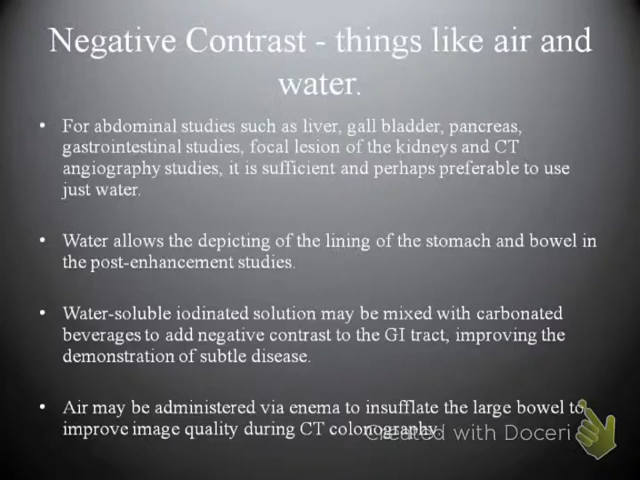 Negative Contrast - things like air and
water.
• For abdominal studies such as liver, gall bladder, pancreas,
gastrointestinal studies, focal lesion of the kidneys and CT
angiography studies, it is sufficient and perhaps preferable to use
just water.
• Water allows the depicting of the lining of the stomach and bowel in
the post-enhancement studies.
• Water-soluble iodinated solution may be mixed with carbonated
beverages to add negative contrast to the GI tract, improving the
demonstration of subtle disease.
• Air may be administered via enema to insufflate the large bowel to
improve image quality during CT colonography.
Created with Doceri